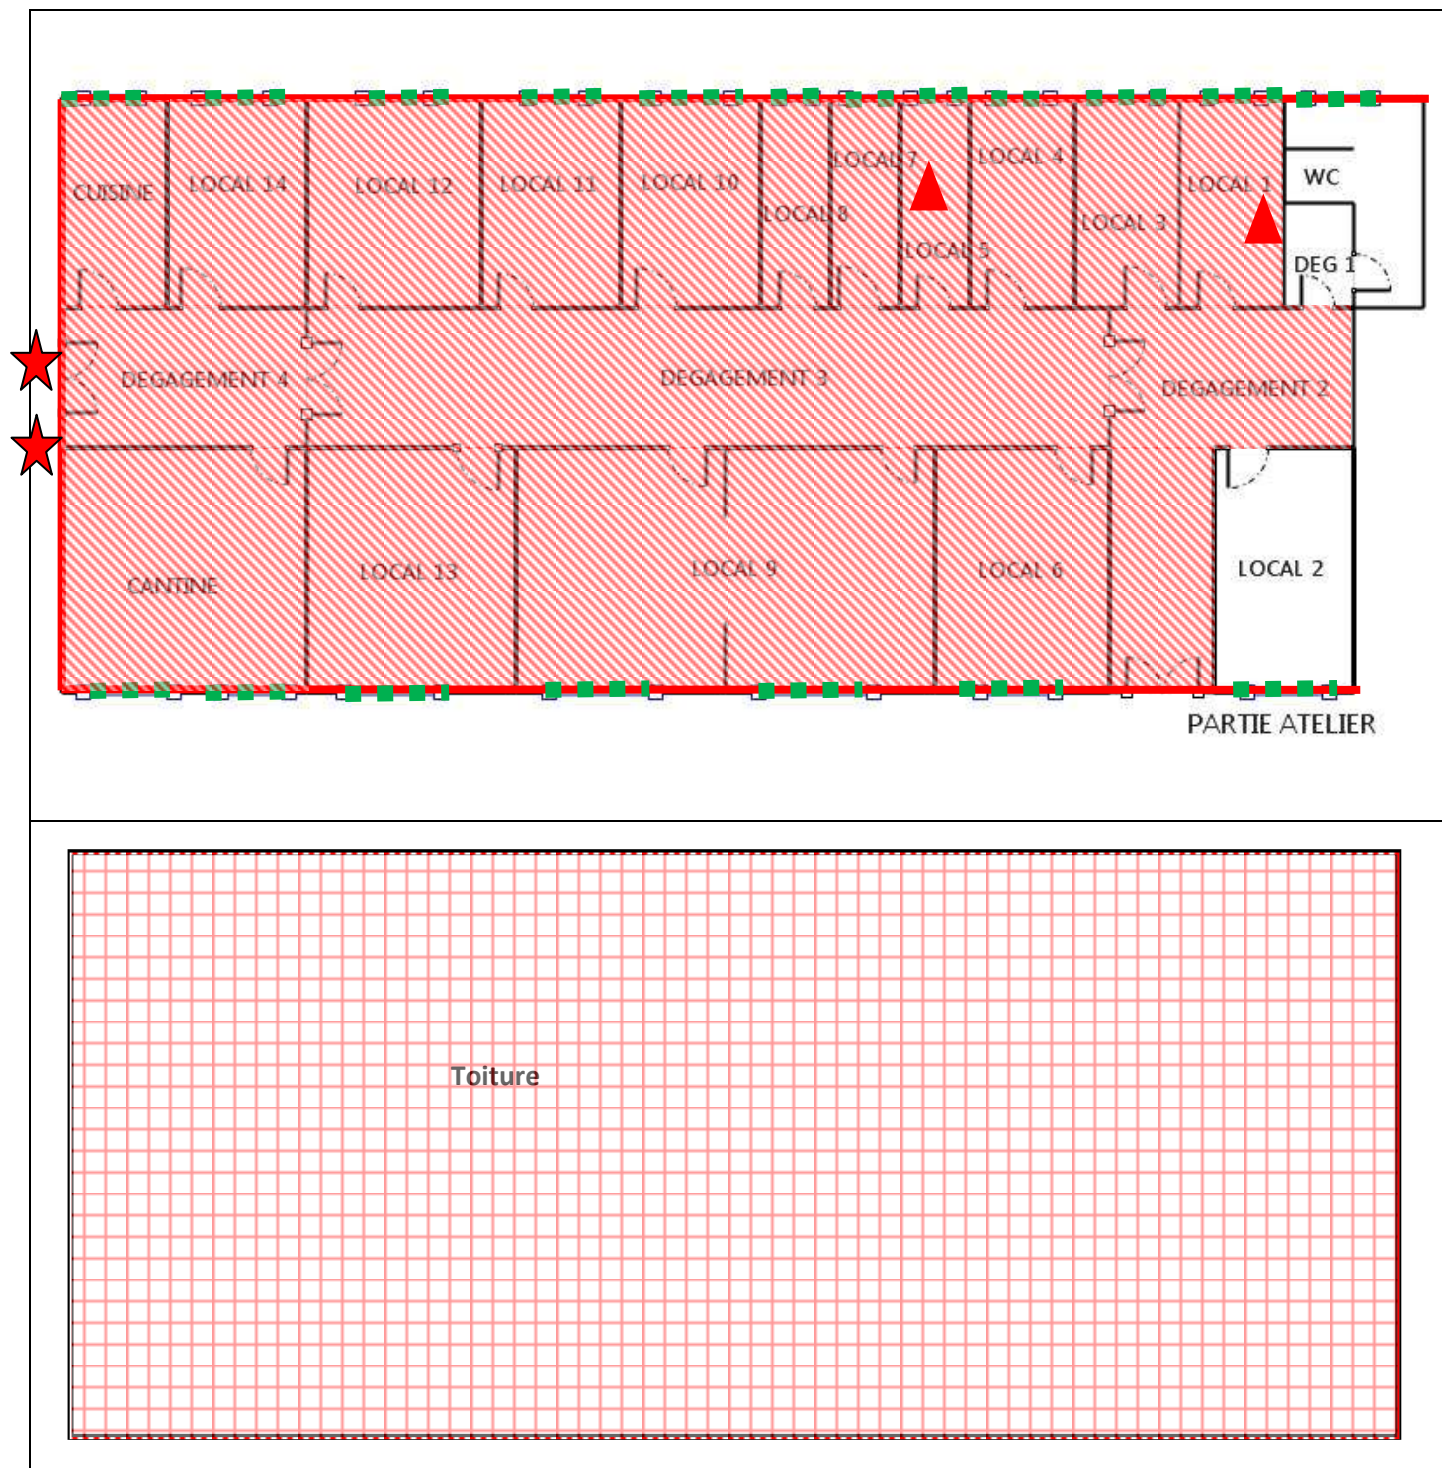 CUISINE
LOCAL 14
LOCAL 12
LOCAL 11
LOCAL 10
LOCAL 8
LOCAL 7
LOCAL 5
LOCAL 4
LOCAL 3
LOCAL 1
WC
DEG 1
DEGAGEMENT 4
DEGAGEMENT 3
DEGAGEMENT 2
CANTINE
LOCAL 13
LOCAL 9
LOCAL 6
LOCAL 2
PARTIE ATELIER
Toiture